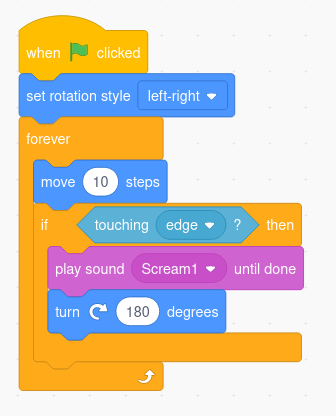 when clicked
set rotation style left-right
forever
move 10 steps
if touching edge ? then
play sound Scream1 until done
turn 180 degrees